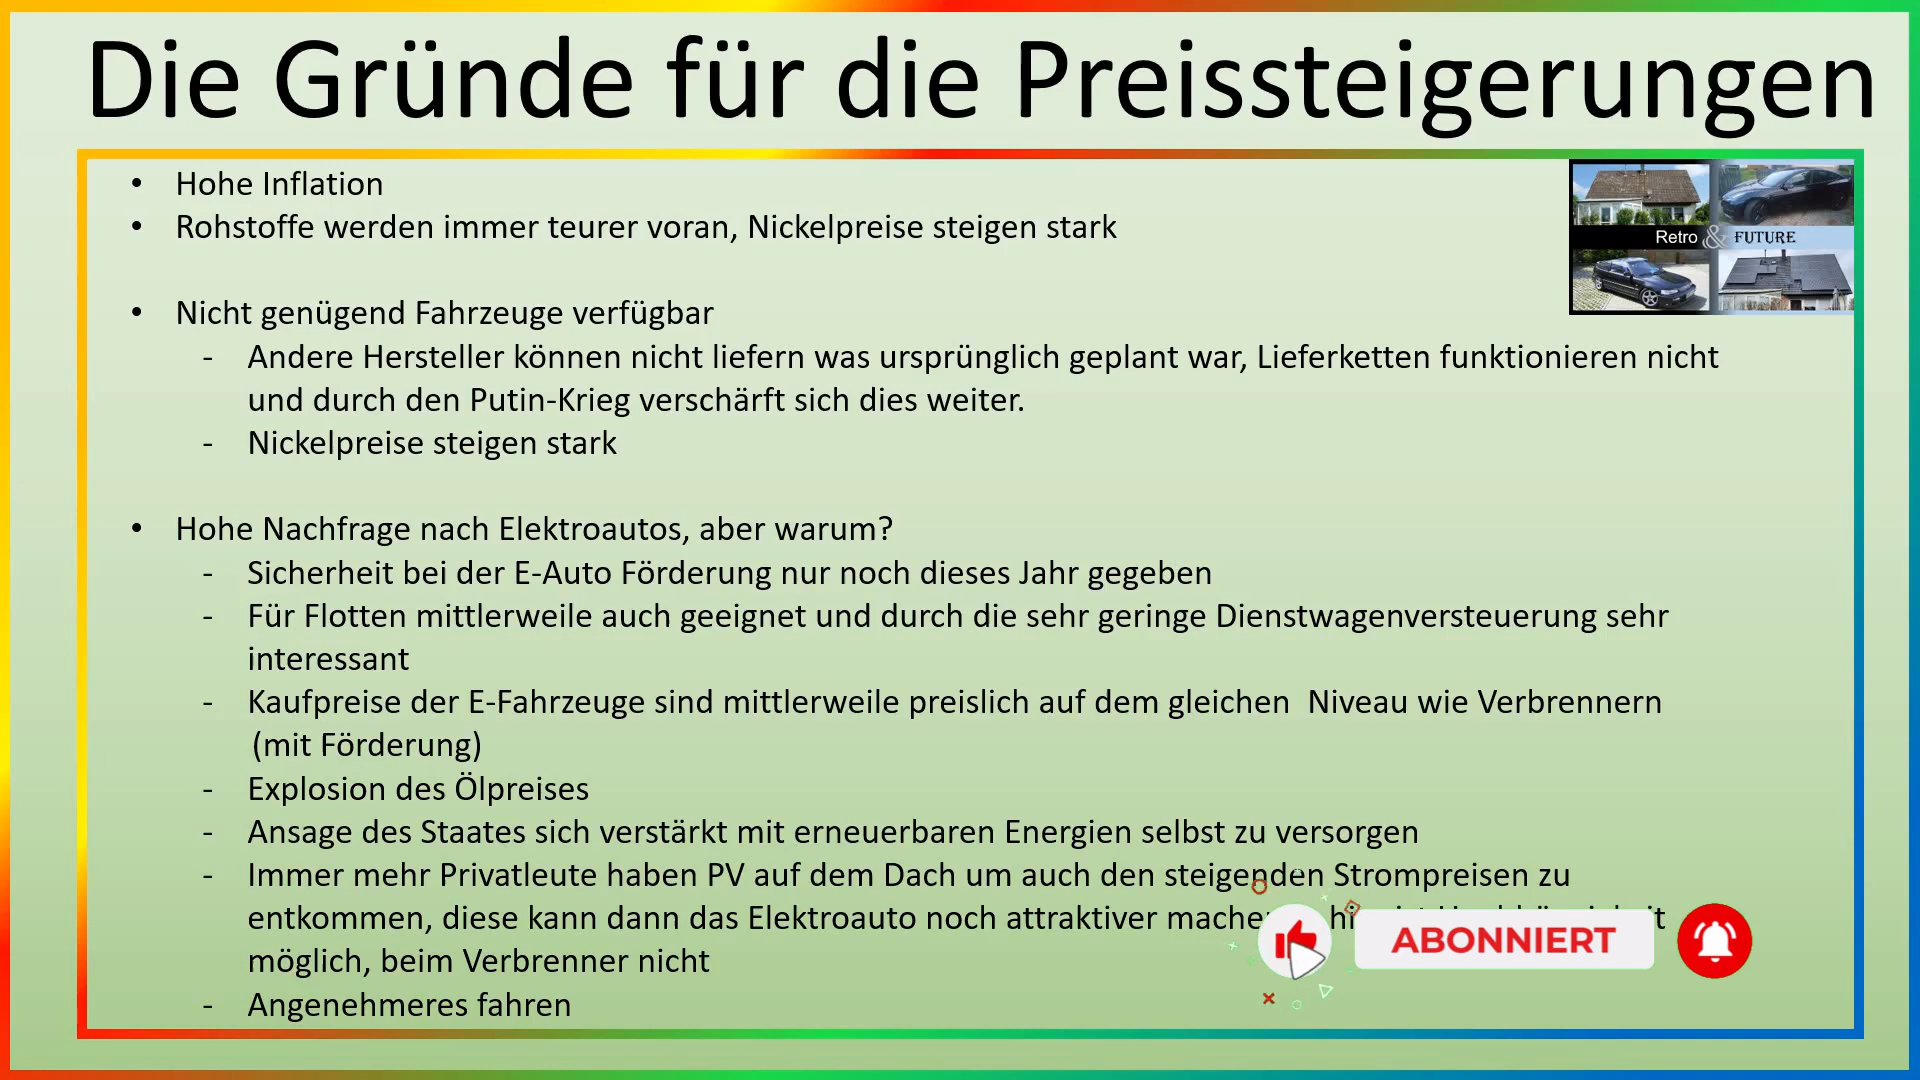 Die Gründe für die Preissteigerungen
• Hohe Inflation
• Rohstoffe werden immer teurer voran, Nickelpreise steigen stark
Retro & FUTURE
• Nicht genügend Fahrzeuge verfügbar
- Andere Hersteller können nicht liefern was ursprünglich geplant war, Lieferketten funktionieren nicht
und durch den Putin-Krieg verschärft sich dies weiter.
- Nickelpreise steigen stark
• Hohe Nachfrage nach Elektroautos, aber warum?
- Sicherheit bei der E-Auto Förderung nur noch dieses Jahr gegeben
- Für Flotten mittlerweile auch geeignet und durch die sehr geringe Dienstwagenversteuerung sehr
interessant
- Kaufpreise der E-Fahrzeuge sind mittlerweile preislich auf dem gleichen  Niveau wie Verbrennern
(mit Förderung)
- Explosion des Ölpreises
- Ansage des Staates sich verstärkt mit erneuerbaren Energien selbst zu versorgen
- Immer mehr Privatleute haben PV auf dem Dach um auch den steigenden Strompreisen zu
entkommen, diese kann dann das Elektroauto noch attraktiver
möglich, beim Verbrenner nicht
- Angenehmeres fahren
ABONNIERT